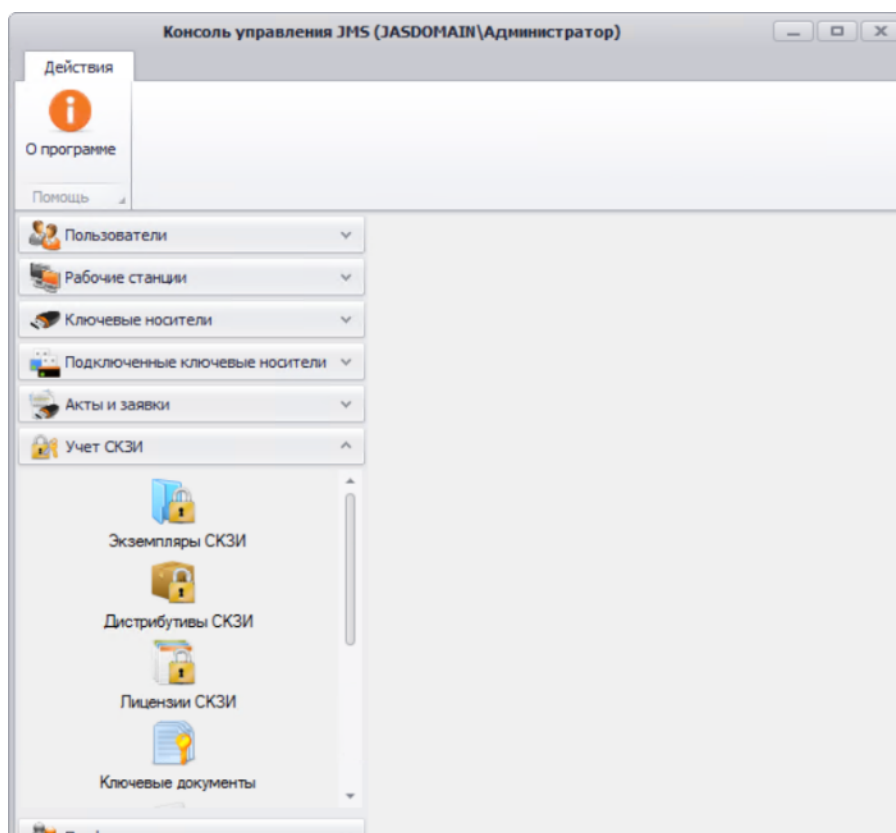 Консоль управления JMS (JASDOMAIN\Администратор)
Действия
О программе
Помощь
Пользователи
Рабочие станции
Ключевые носители
Подключенные ключевые носители
Акты и заявки
Учет СКЗИ
Экземпляры СКЗИ
Дистрибутивы СКЗИ
Лицензии СКЗИ
Ключевые документы